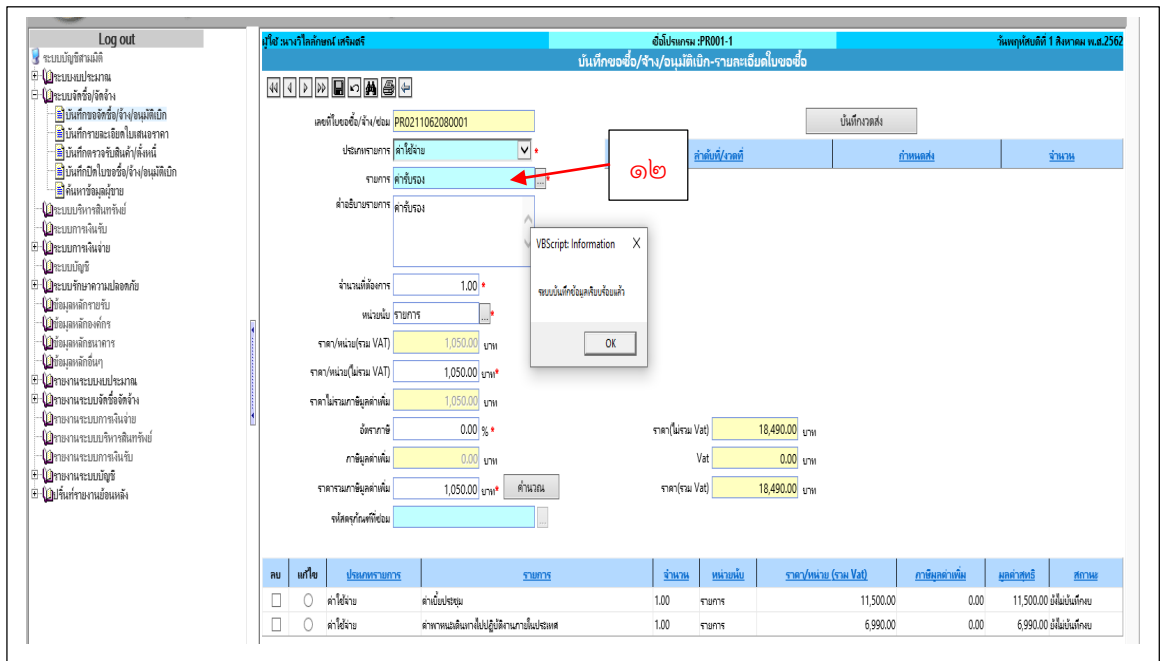 Log out
ระบบบัญชีสามมิติ
ระบบงบประมาณ
ระบบจัดซื้อ/จัดจ้าง
บันทึกขอจัดซื้อ/จ้าง/อนุมัติเบิก
บันทึกรายละเอียดใบเสนอราคา
บันทึกตรวจรับสินค้า/ตั้งหนี้
บันทึกปิดใบขอซื้อ/จ้าง/อนุมัติเบิก
ค้นหาข้อมูลผู้ขาย
ระบบบริหารสินทรัพย์
ระบบการเงินรับ
ระบบการเงินจ่าย
ระบบบัญชี
ระบบรักษาความปลอดภัย
ข้อมูลหลักรายรับ
ข้อมูลหลักองค์กร
ข้อมูลหลักธนาคาร
ข้อมูลหลักอื่นๆ
รายงานระบบงบประมาณ
รายงานระบบจัดซื้อจัดจ้าง
รายงานระบบการเงินจ่าย
รายงานระบบบริหารสินทรัพย์
รายงานระบบการเงินรับ
รายงานระบบบัญชี
ปริ้นท์รายงานย้อนหลัง
ผู้ใช้ :นางวิไลลักษณ์ เสริมตรี ชื่อโปรแกรม :PR001-1 วันพฤหัสบดีที่ 1 สิงหาคม พ.ศ.2562
บันทึกขอซื้อ/จ้าง/อนุมัติเบิก-รายละเอียดใบขอซื้อ
เลขที่ใบขอซื้อ/จ้าง/ซ่อม PR0211062080001 บันทึกงวดส่ง
ประเภทรายการ ค่าใช้จ่าย *
ลำดับที่/งวดที่ กำหนดส่ง จำนวน
๑๒
รายการ ค่ารับรอง ... *
คำอธิบายรายการ ค่ารับรอง
VBScript: Information X
ระบบบันทึกข้อมูลเรียบร้อยแล้ว
OK
จำนวนที่ต้องการ 1.00 *
หน่วยนับ รายการ ... *
ราคา/หน่วย(รวม VAT) 1,050.00 บาท
ราคา/หน่วย(ไม่รวม VAT) 1,050.00 บาท*
ราคาไม่รวมภาษีมูลค่าเพิ่ม 1,050.00 บาท
อัตราภาษี 0.00 % * ราคา(ไม่รวม Vat) 18,490.00 บาท
ภาษีมูลค่าเพิ่ม 0.00 บาท Vat 0.00 บาท
ราคารวมภาษีมูลค่าเพิ่ม 1,050.00 บาท* คำนวณ ราคา(รวม Vat) 18,490.00 บาท
รหัสครุภัณฑ์ที่ซ่อม ...
ลบ แก้ไข ประเภทรายการ รายการ จำนวน หน่วยนับ ราคา/หน่วย (รวม Vat) ภาษีมูลค่าเพิ่ม มูลค่าสุทธิ สถานะ
ค่าใช้จ่าย ค่าเบี้ยประชุม 1.00 รายการ 11,500.00 0.00 11,500.00 ยังไม่บันทึกงบ
ค่าใช้จ่าย ค่าพาหนะเดินทางไปปฏิบัติงานภายในประเทศ 1.00 รายการ 6,990.00 0.00 6,990.00 ยังไม่บันทึกงบ